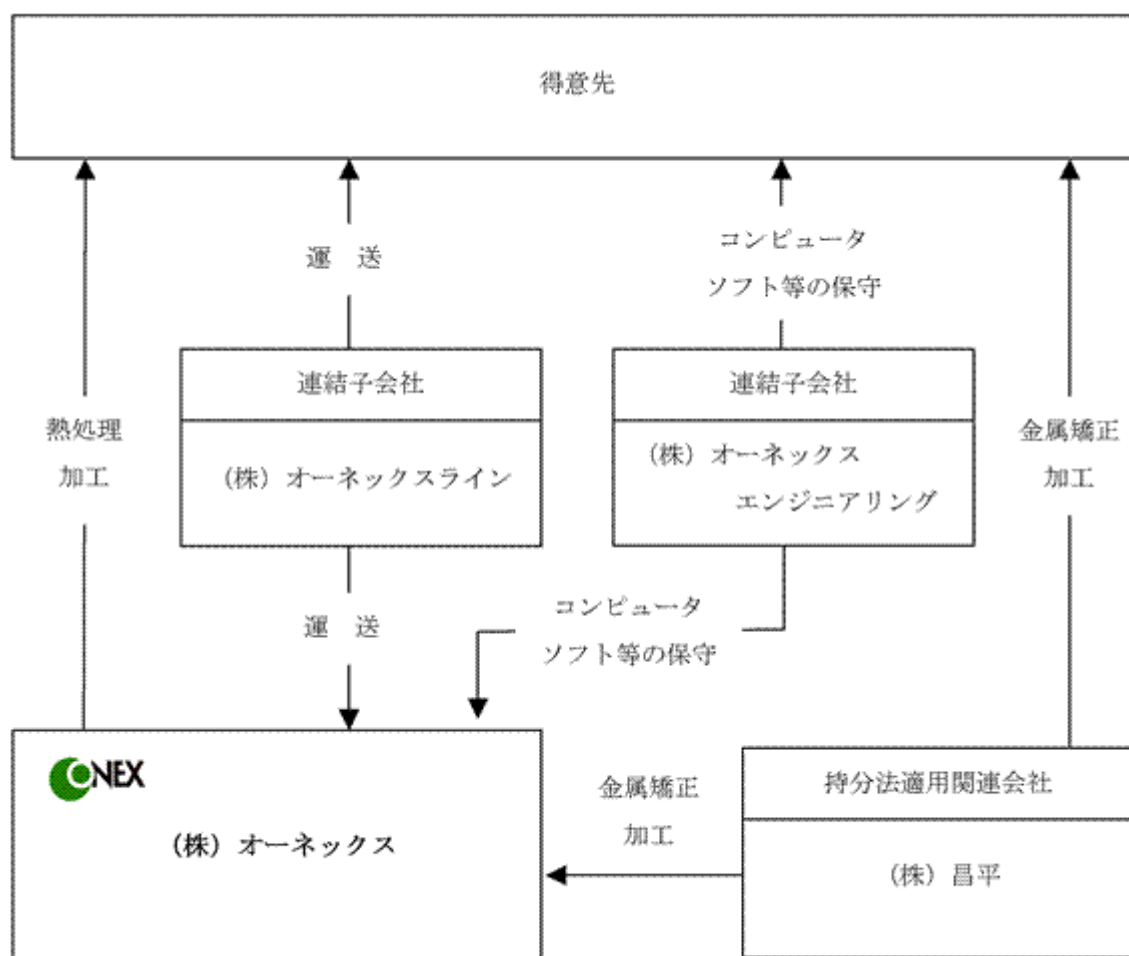 得意先
運　送
コンピュータ
ソフト等の保守
連結子会社
連結子会社
熱処理
加工
金属矯正
加工
（株）オーネックスライン
（株）オーネックス
エンジニアリング
運　送
コンピュータ
ソフト等の保守
ONEX
（株）オーネックス
金属矯正
加工
持分法適用関連会社
（株）昌平